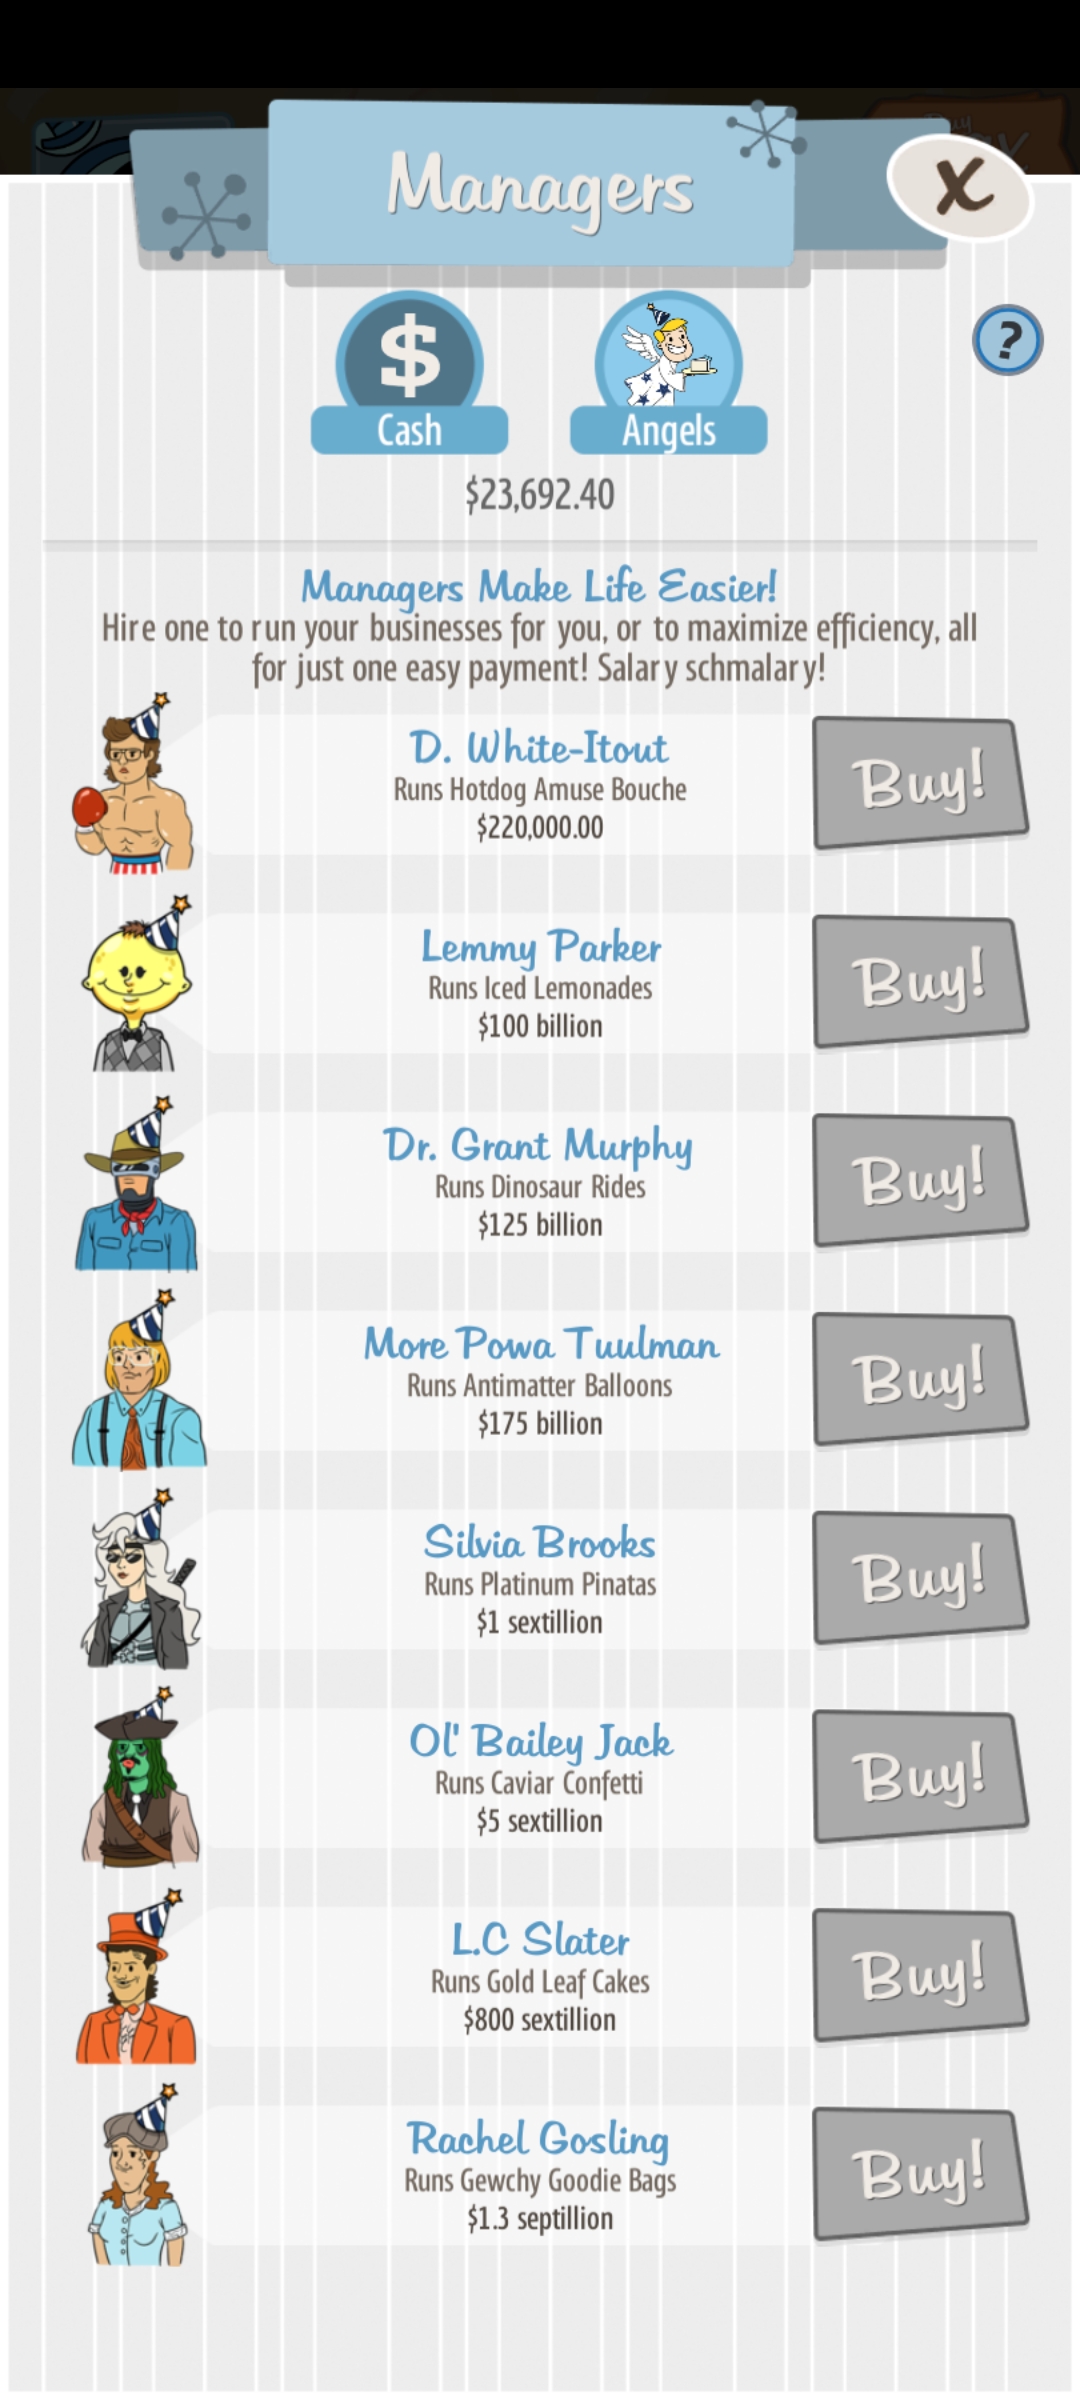 Managers
X
$
?
Cash
Angels
$23,692.40
Managers Make Life Easier!
Hire one to run your businesses for you, or to maximize efficiency, all
for just one easy payment! Salary schmalary!
D. White-Itout
Runs Hotdog Amuse Bouche
$220,000.00
Buy!
Lemmy Parker
Runs Iced Lemonades
$100 billion
Buy!
Dr. Grant Murphy
Runs Dinosaur Rides
$125 billion
Buy!
More Powa Tuulman
Runs Antimatter Balloons
$175 billion
Buy!
Silvia Brooks
Runs Platinum Pinatas
$1 sextillion
Buy!
Ol' Bailey Jack
Runs Caviar Confetti
$5 sextillion
Buy!
L.C Slater
Runs Gold Leaf Cakes
$800 sextillion
Buy!
Rachel Gosling
Runs Gewchy Goodie Bags
$1.3 septillion
Buy!